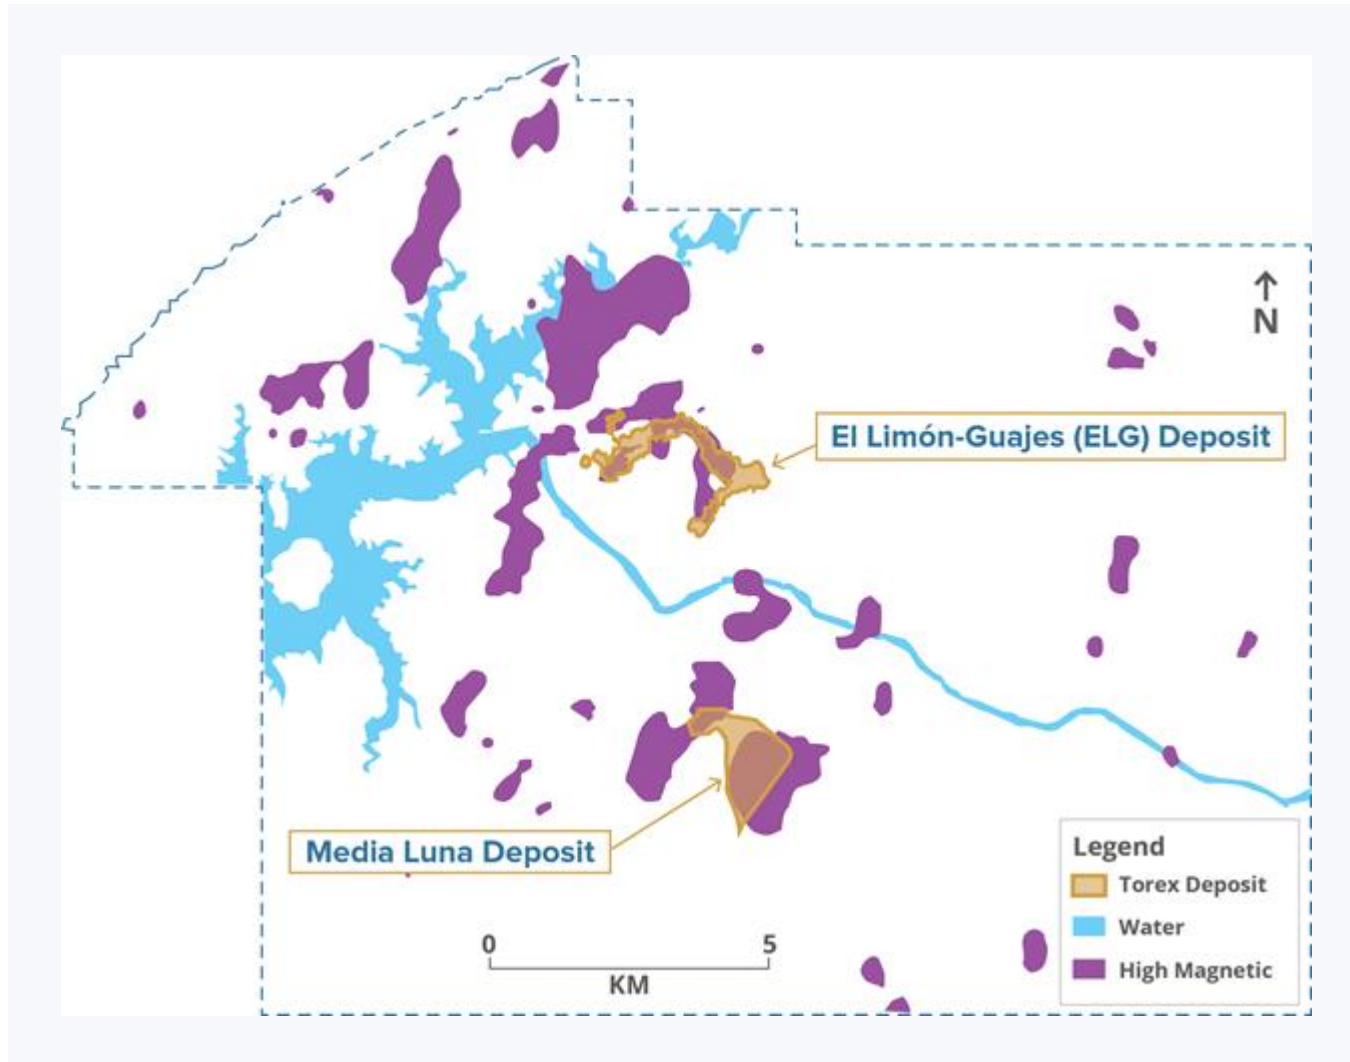 N
El Limón-Guajes (ELG) Deposit
Media Luna Deposit
0 5
KM
Legend
Torex Deposit
Water
High Magnetic